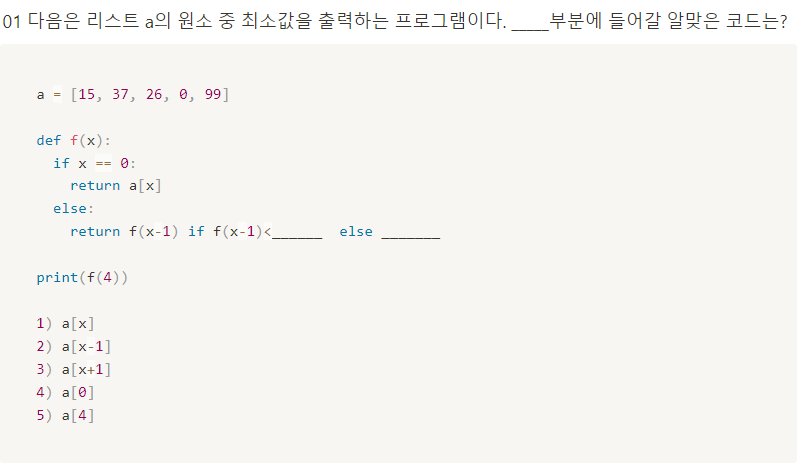 01 다음은 리스트 a의 원소 중 최소값을 출력하는 프로그램이다. _____부분에 들어갈 알맞은 코드는?
a = [15, 37, 26, 0, 99]
def f(x):
  if x == 0:
    return a[x]
  else:
    return f(x-1) if f(x-1)<______  else _______
print(f(4))
1) a[x]
2) a[x-1]
3) a[x+1]
4) a[0]
5) a[4]